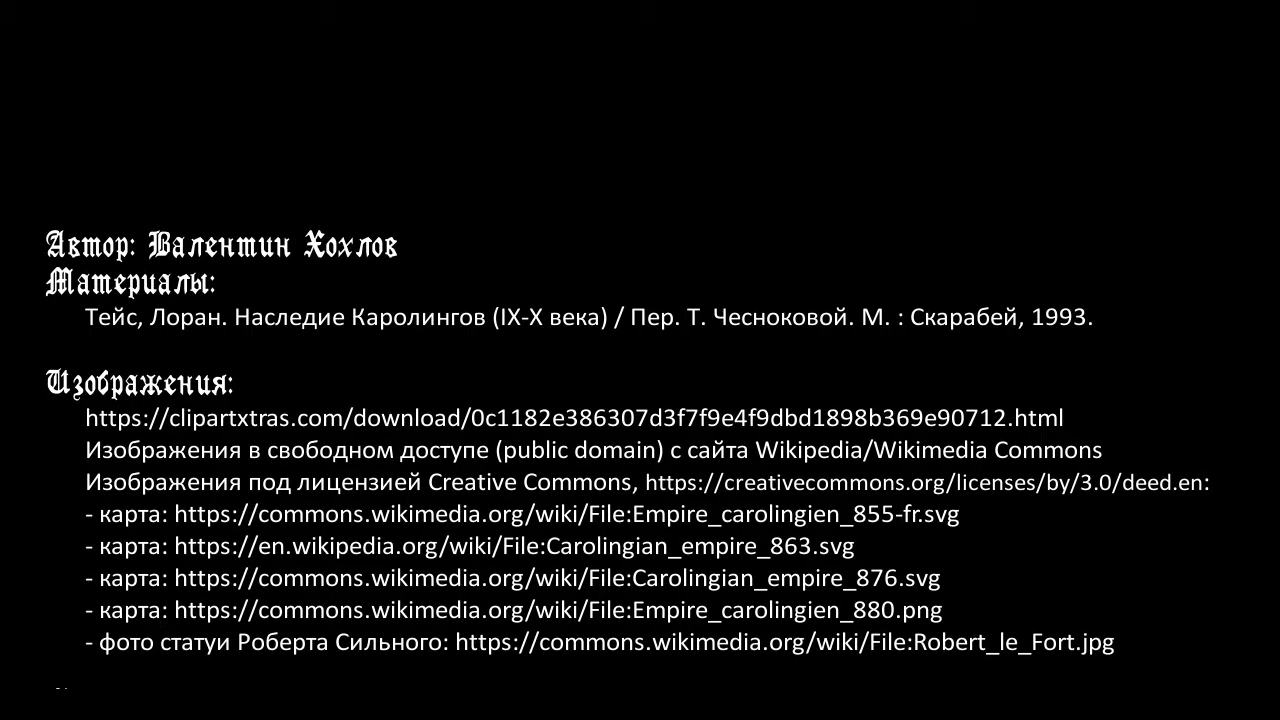 Автор: Валентин Хохлов
Материалы:
Тейс, Лоран. Наследие Каролингов (IX-X века) / Пер. Т. Чесноковой. М. : Скарабей, 1993.
Изображения:
https://clipartxtras.com/download/0c1182e386307d3f7f9e4f9dbd1898b369e90712.html
Изображения в свободном доступе (public domain) с сайта Wikipedia/Wikimedia Commons
Изображения под лицензией Creative Commons, https://creativecommons.org/licenses/by/3.0/deed.en:
- карта: https://commons.wikimedia.org/wiki/File:Empire_carolingien_855-fr.svg
- карта: https://en.wikipedia.org/wiki/File:Carolingian_empire_863.svg
- карта: https://commons.wikimedia.org/wiki/File:Carolingian_empire_876.svg
- карта: https://commons.wikimedia.org/wiki/File:Empire_carolingien_880.png
- фото статуи Роберта Сильного: https://commons.wikimedia.org/wiki/File:Robert_le_Fort.jpg